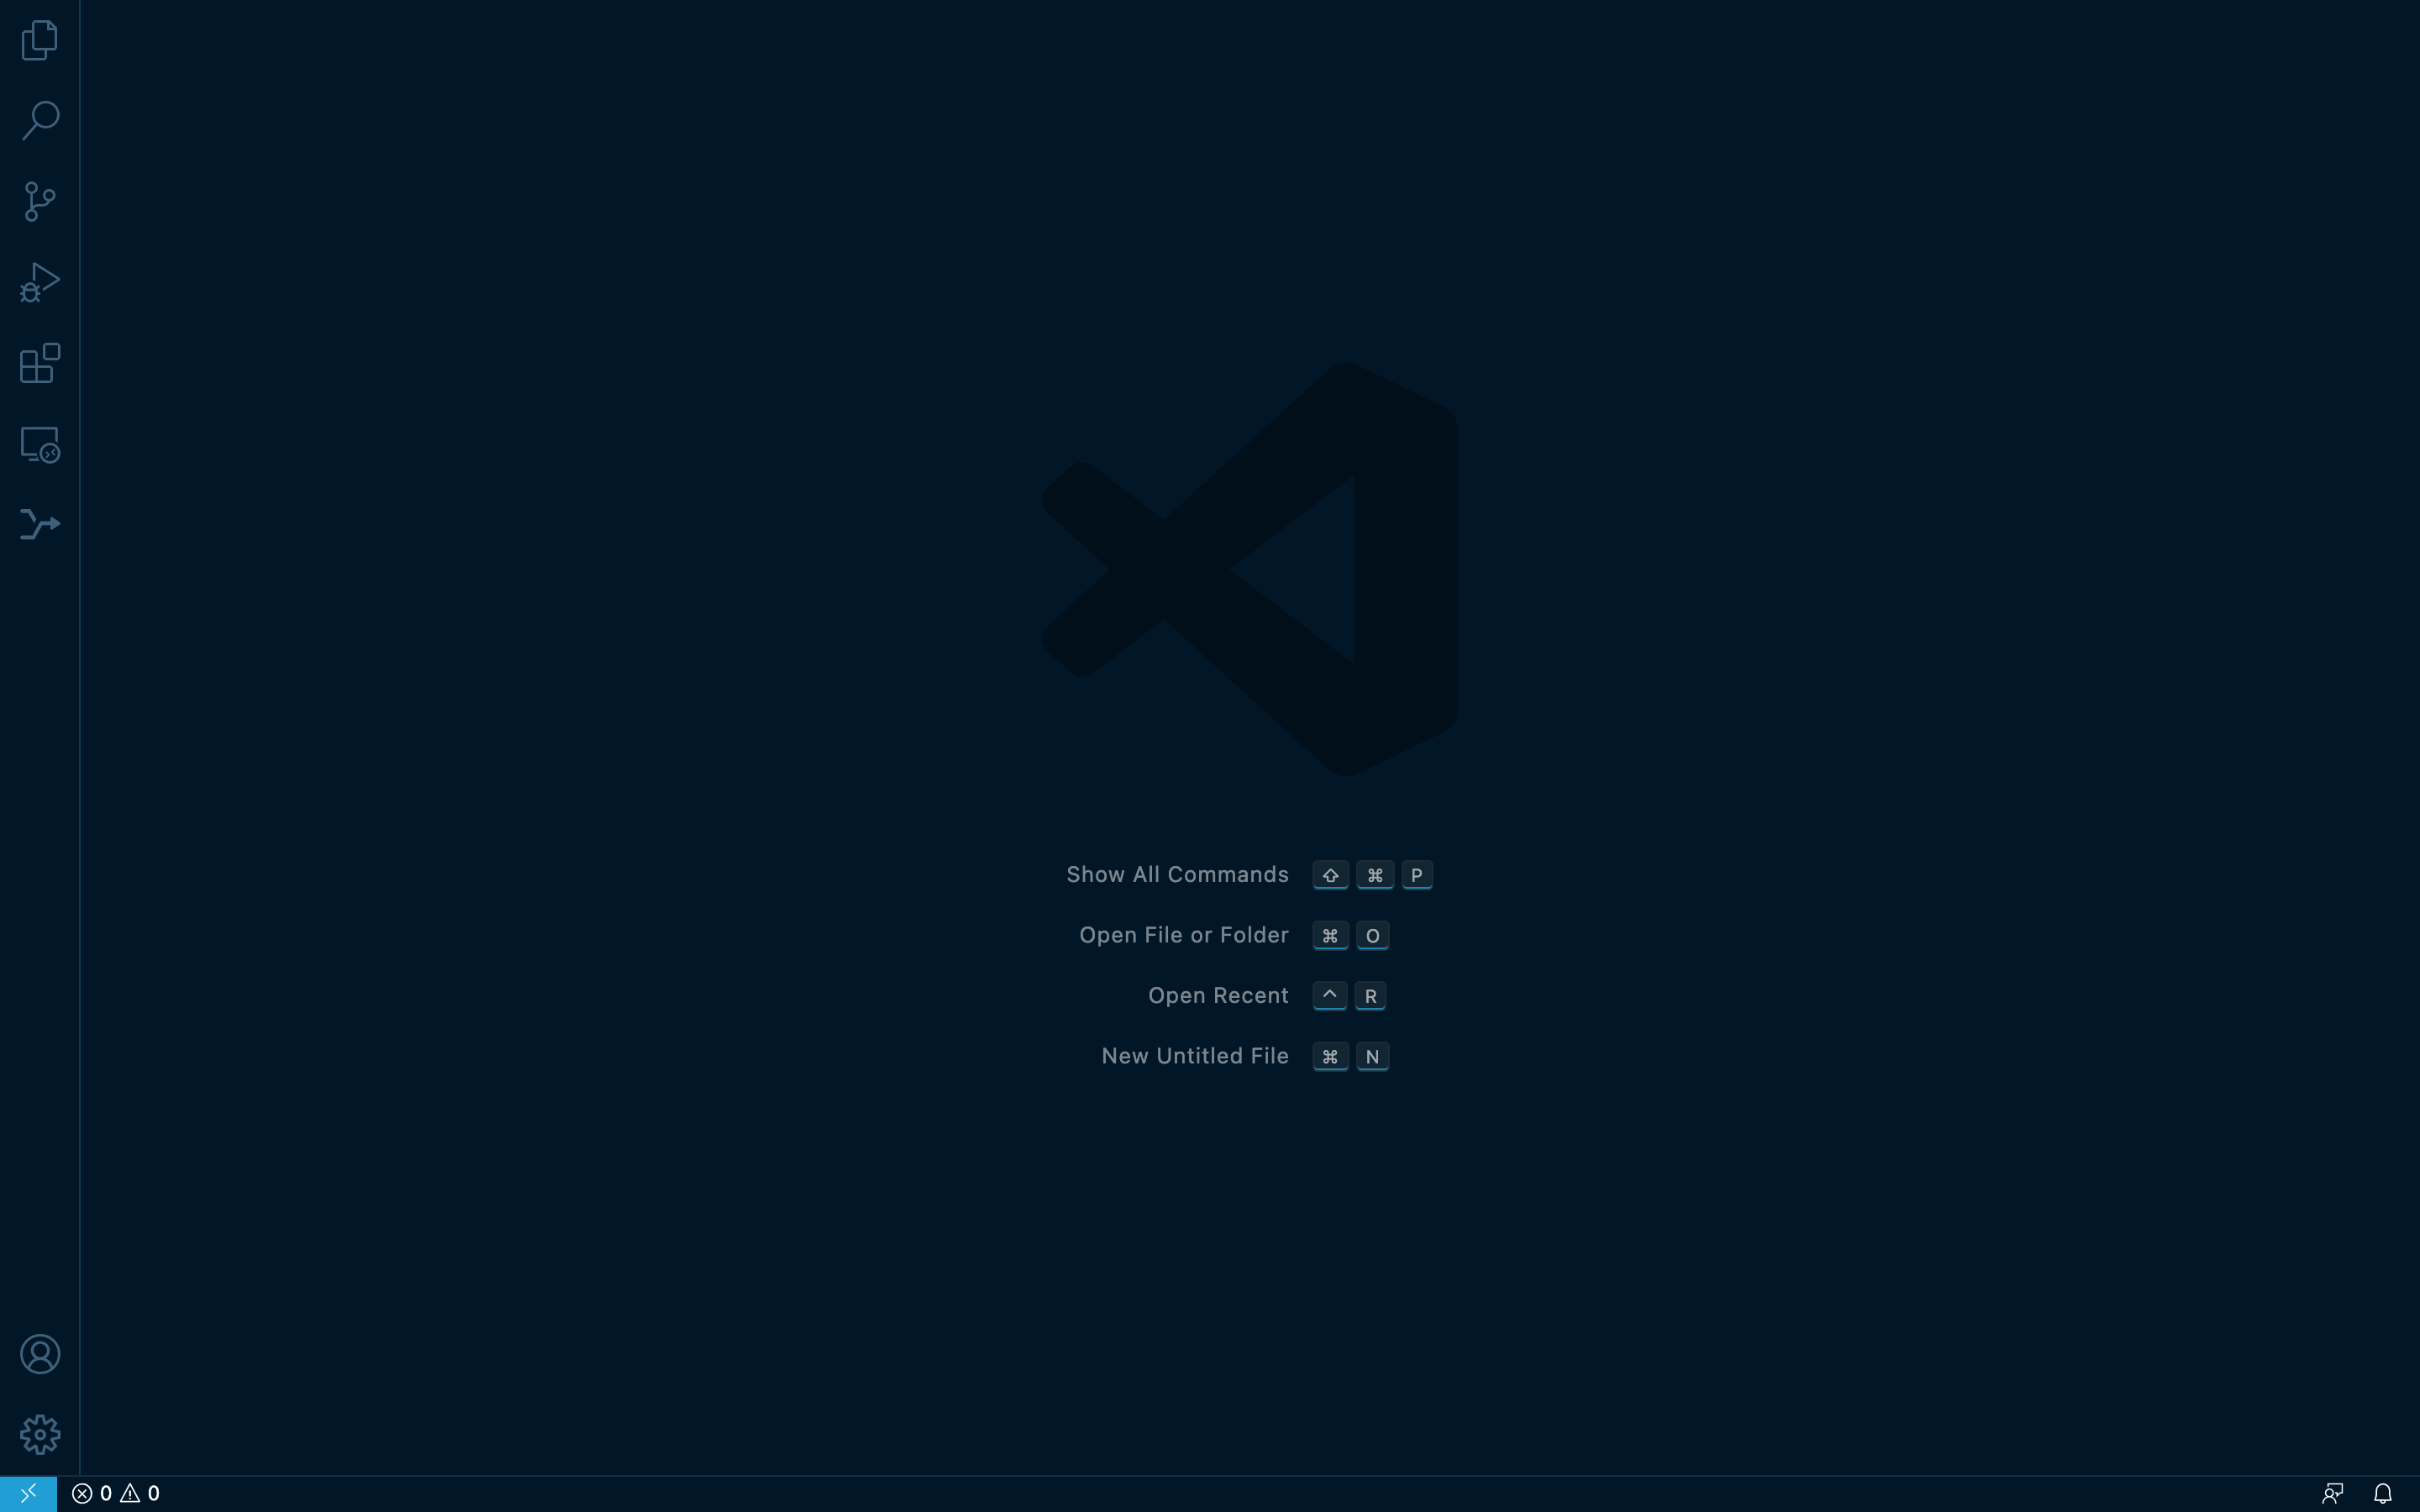 Show All Commands ⇧ ⌘ P
Open File or Folder ⌘ O
Open Recent ^ R
New Untitled File ⌘ N
0 0